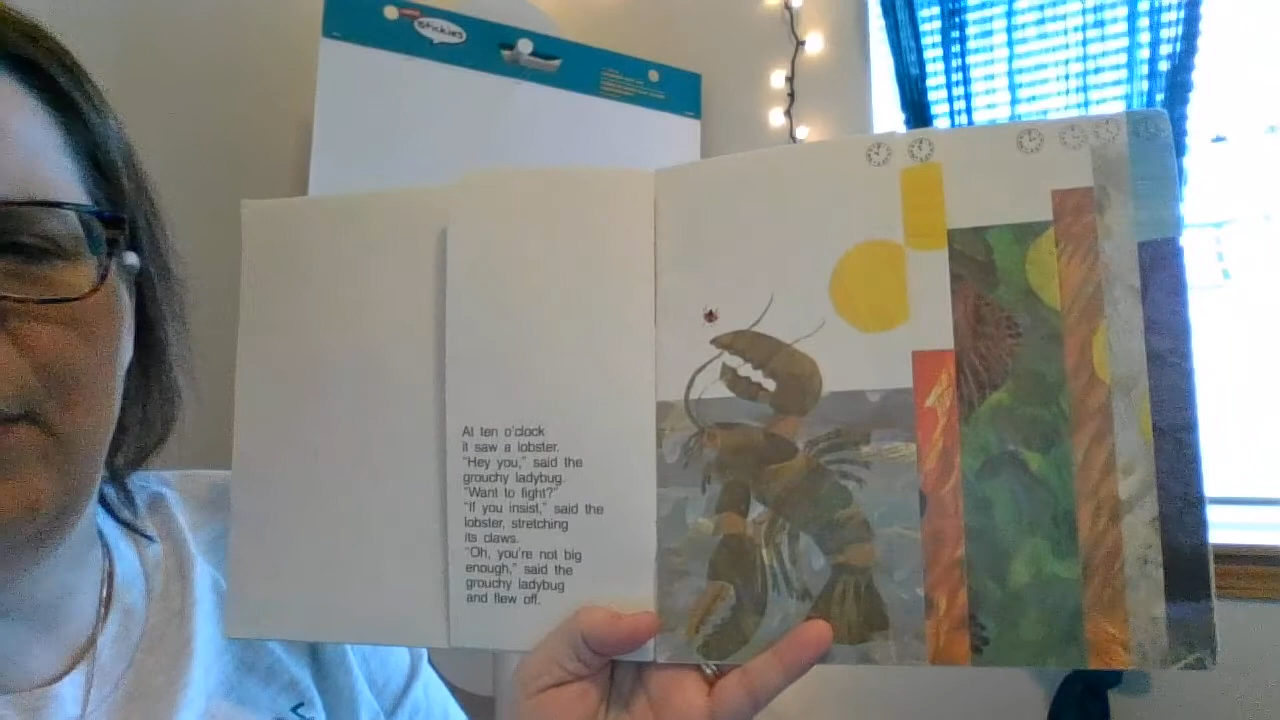 Stickies
At ten o'clock
it saw a lobster.
"Hey you," said the
grouchy ladybug.
"Want to fight?"
"If you insist," said the
lobster, stretching
its claws.
"Oh, you're not big
enough," said the
grouchy ladybug
and flew off.